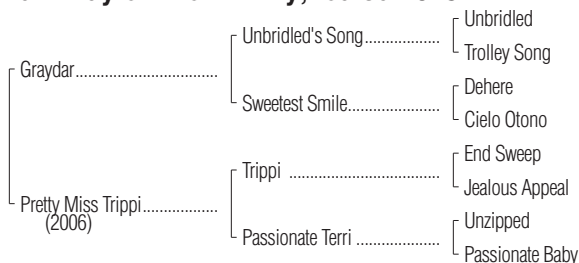 Unbridled
Unbridled's Song....................
Trolley Song
Graydar................................
Dehere
Sweetest Smile.......................
Cielo Otono
End Sweep
Trippi ....................................
Jealous Appeal
Pretty Miss Trippi.................
(2006)
Unzipped
Passionate Terri ....................
Passionate Baby